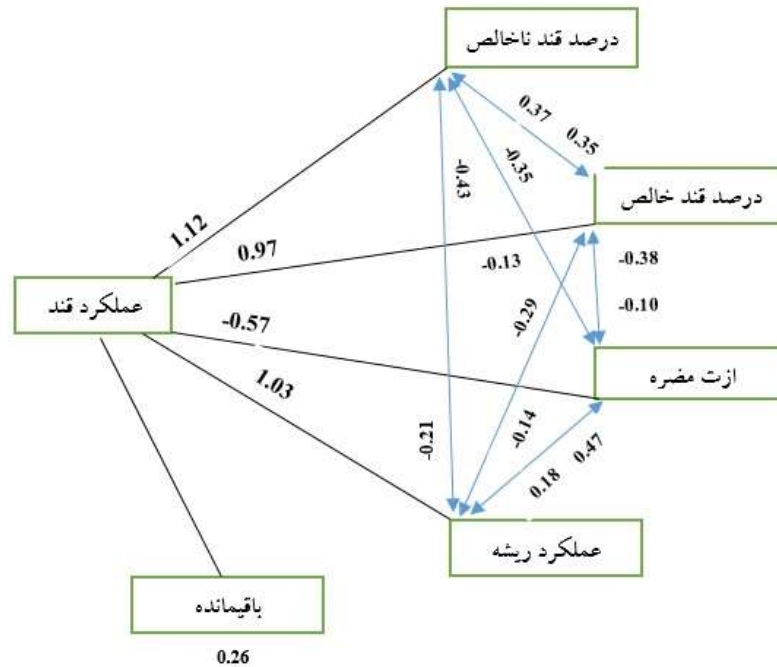 درصد قند ناخالص
0.37
0.35
-0.35
-0.43
درصد قند خالص
1.12
0.97
-0.13
-0.38
-0.29
-0.10
عملکرد قند
-0.57
ازت مضره
1.03
-0.14
-0.21
0.47
0.18
عملکرد ریشه
باقیمانده
0.26